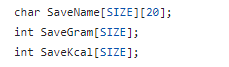 char SaveName[SIZE][20];
int SaveGram[SIZE];
int SaveKcal[SIZE];